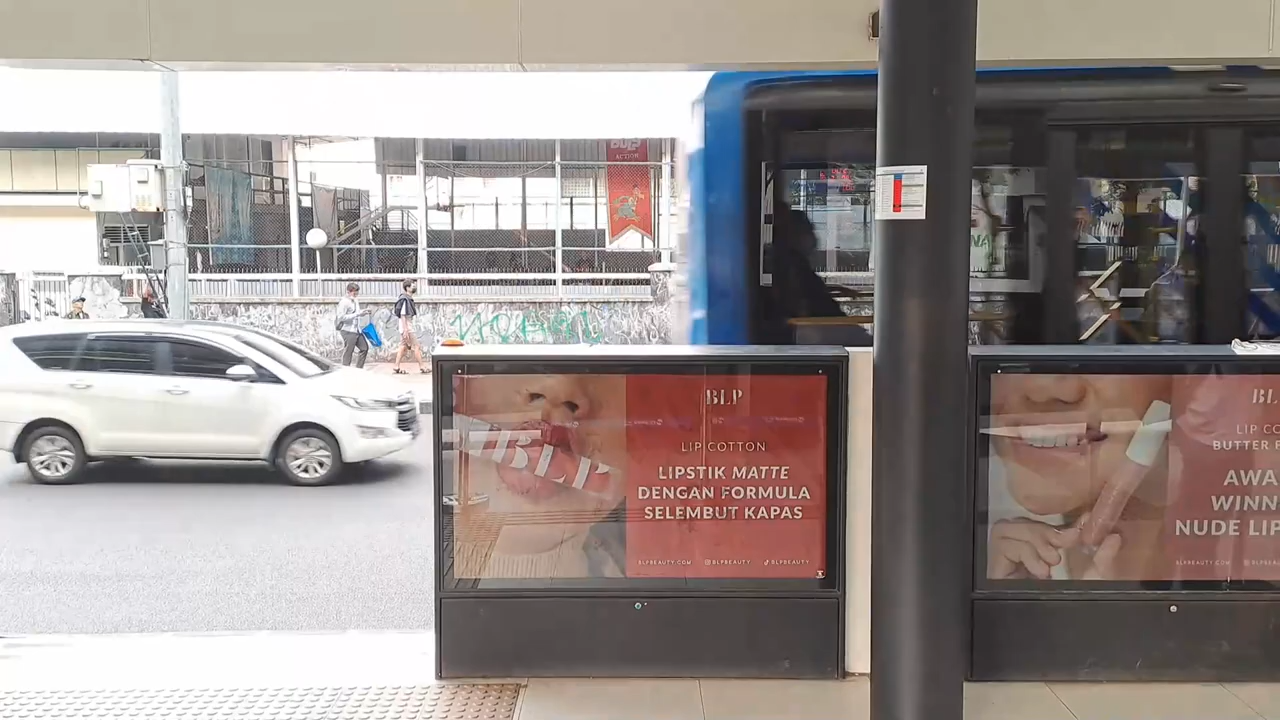 ACTION
BLP
BLP
LIP COTTON
LIPSTIK MATTE
DENGAN FORMULA
SELEMBUT KAPAS
BLPBEAUTY.COM BLPBEAUTY BLPBEAUTY
LIP CO
BUTTER
AWA
WINN
NUDE LIP